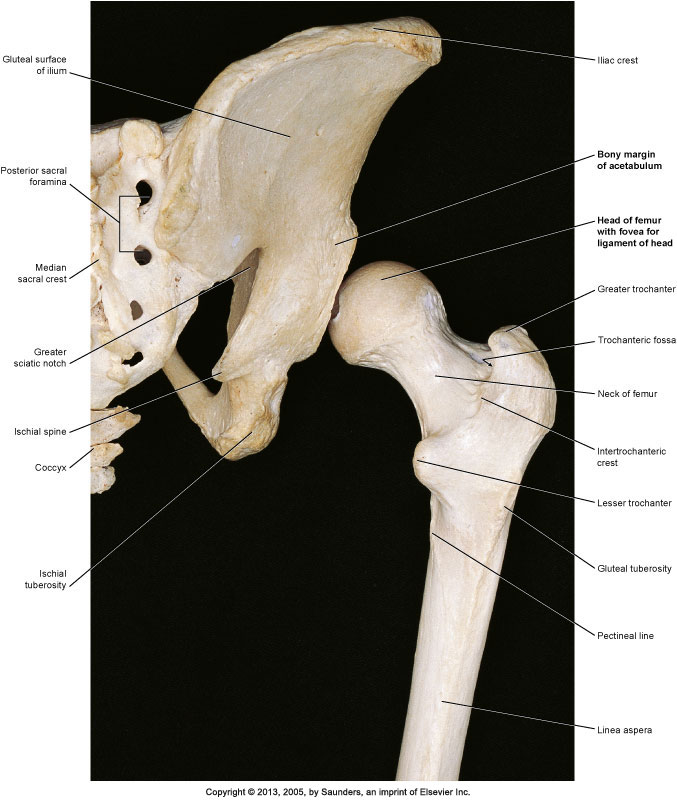 Gluteal surface
of ilium
Posterior sacral
foramina
Median
sacral crest
Greater
sciatic notch
Ischial spine
Coccyx
Ischial
tuberosity
Iliac crest
Bony margin
of acetabulum
Head of femur
with fovea for
ligament of head
Greater trochanter
Trochanteric fossa
Neck of femur
Intertrochanteric
crest
Lesser trochanter
Gluteal tuberosity
Pectineal line
Linea aspera
Copyright © 2013, 2005, by Saunders, an imprint of Elsevier Inc.